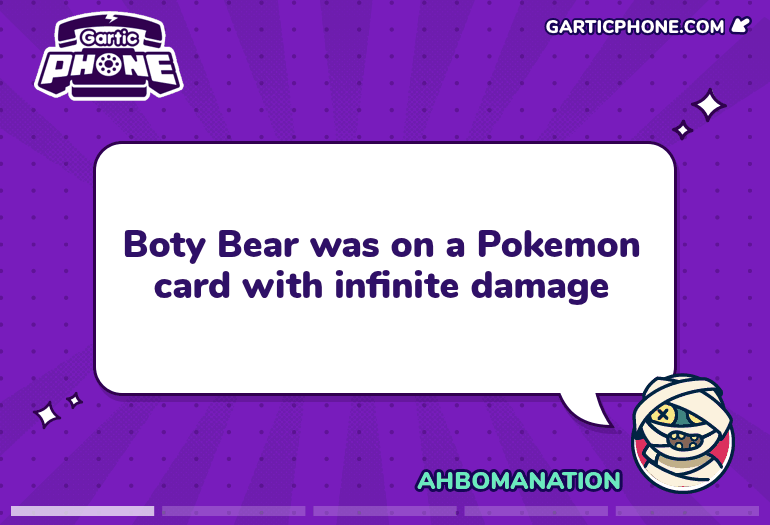 Gartic
PHONE
GARTICPHONE.COM
Boty Bear was on a Pokemon
card with infinite damage
AHBOMANATION